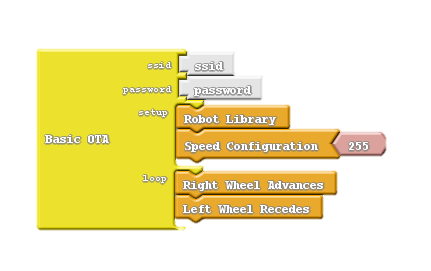 ssid ssid
password password
setup Robot Library
Basic OTA Speed Configuration 255
loop Right Wheel Advances
Left Wheel Recedes